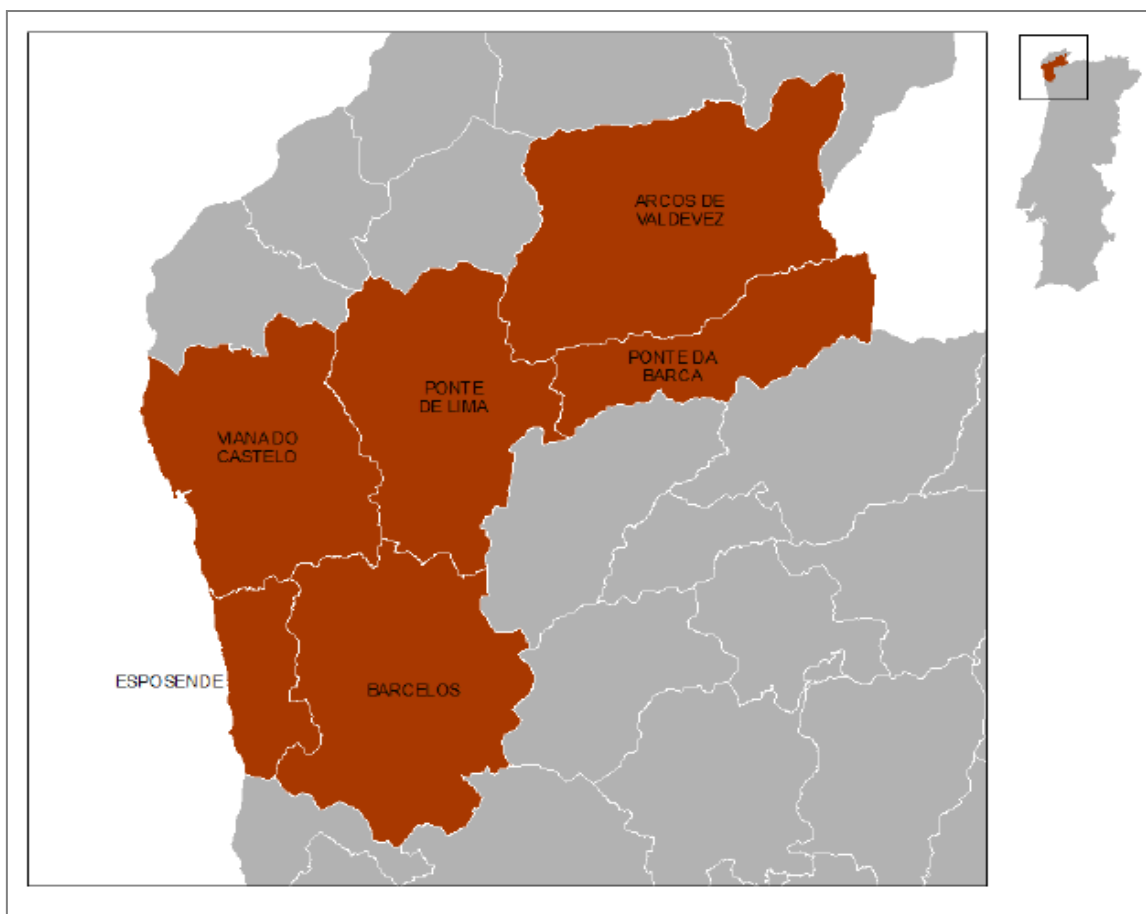 ARCOS DE
VALDEVEZ
PONTE DA
BARCA
PONTE
DE LIMA
VIANA DO
CASTELO
ESPOSENDE
BARCELOS